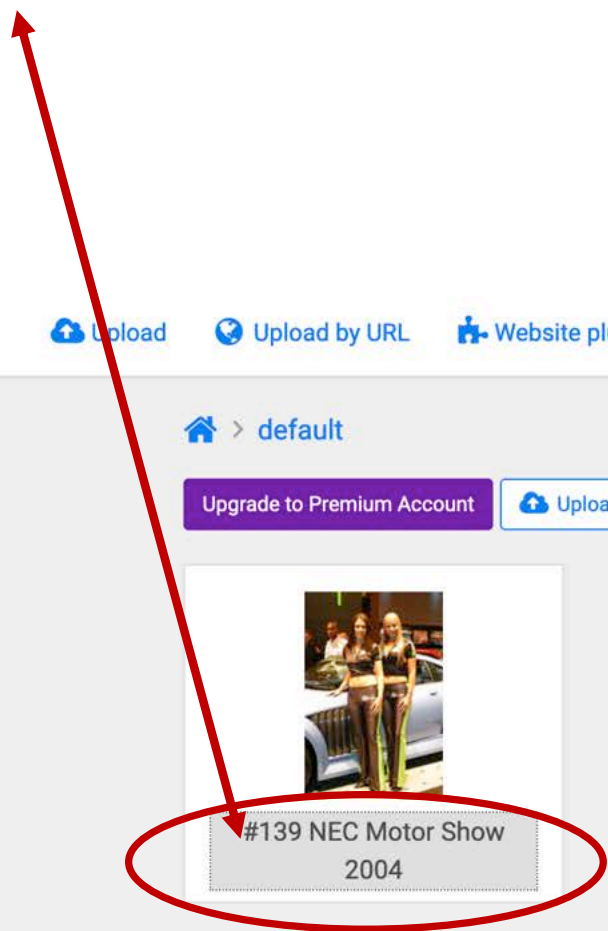 Upload Upload by URL Website pl
> default
Upgrade to Premium Account Uploa
#139 NEC Motor Show
2004